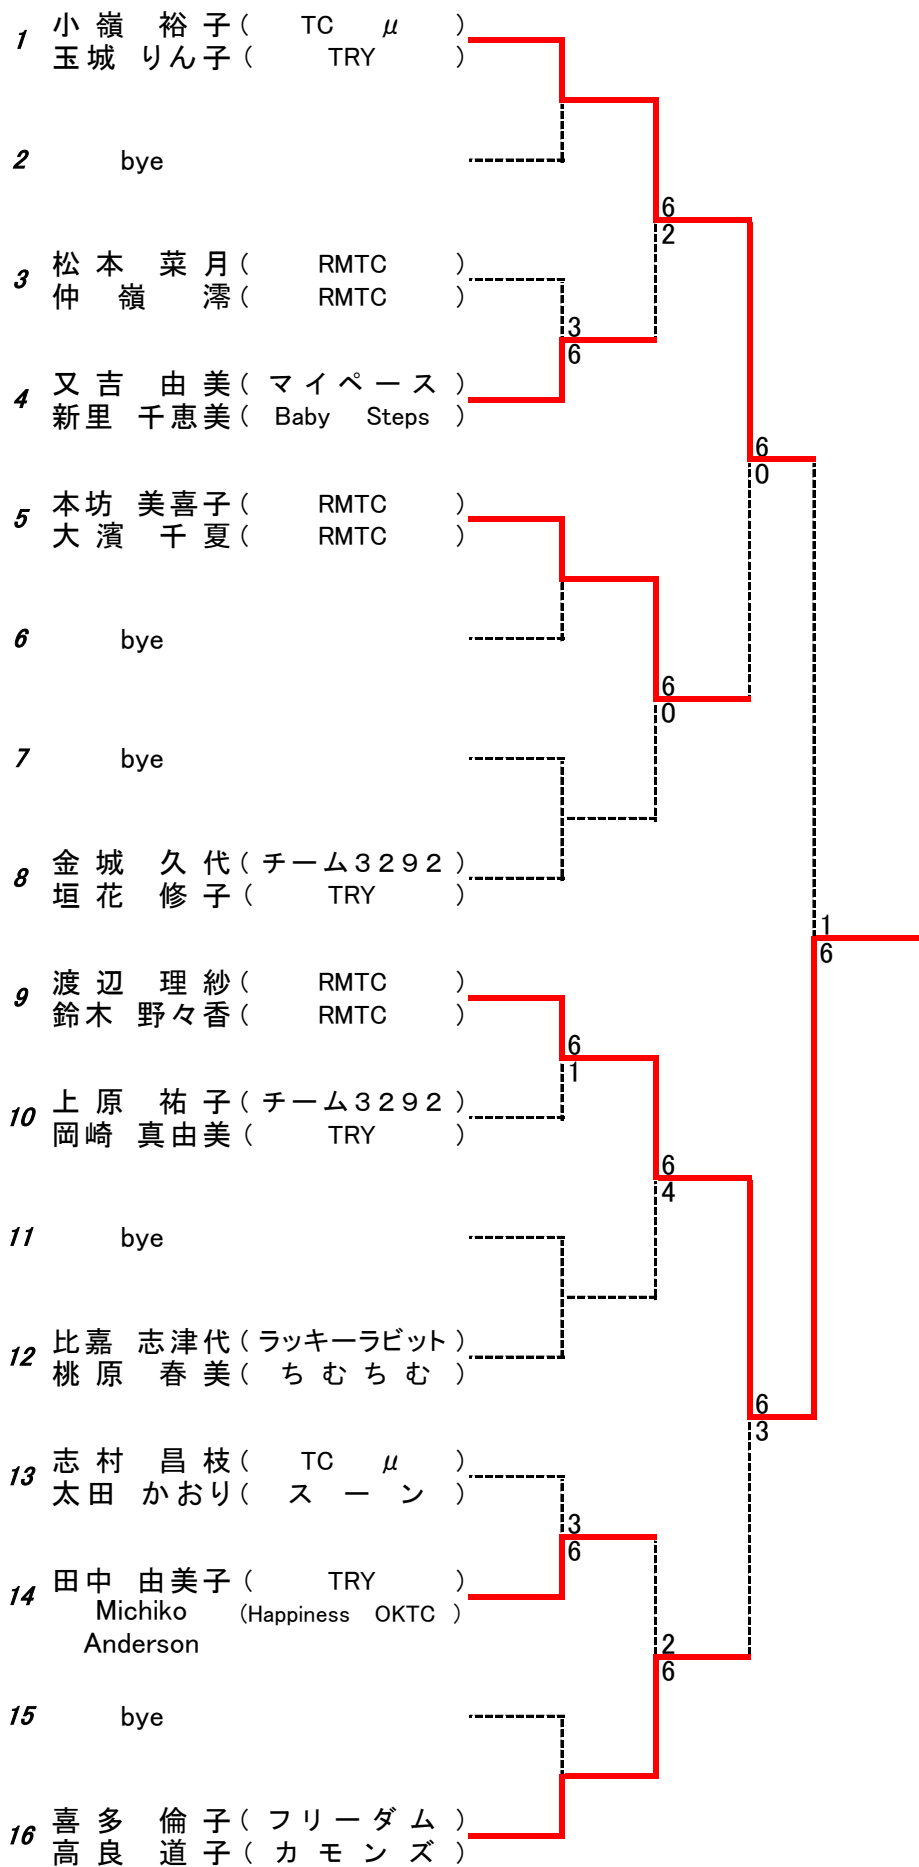 1 小嶺 裕子( TC μ )
玉城 りん子( TRY )
2 bye
6
2
3 松本 菜月( RMTC )
仲嶺 澪( RMTC )
3
6
4 又吉 由美( マイペース )
新里 千恵美( Baby Steps )
6
0
5 本坊 美喜子( RMTC )
大濱 千夏( RMTC )
6 bye
6
0
7 bye
8 金城 久代( チーム3292 )
垣花 修子( TRY )
1
6
9 渡辺 理紗( RMTC )
鈴木 野々香( RMTC )
6
1
10 上原 祐子( チーム3292 )
岡崎 真由美( TRY )
6
4
11 bye
12 比嘉 志津代( ラッキーラビット )
桃原 春美( ちむちむ )
6
3
13 志村 昌枝( TC μ )
太田 かおり( スーン )
3
6
14 田中 由美子( TRY )
Michiko (Happiness OKTC )
Anderson
2
6
15 bye
16 喜多 倫子( フリーダム )
高良 道子( カモンズ )